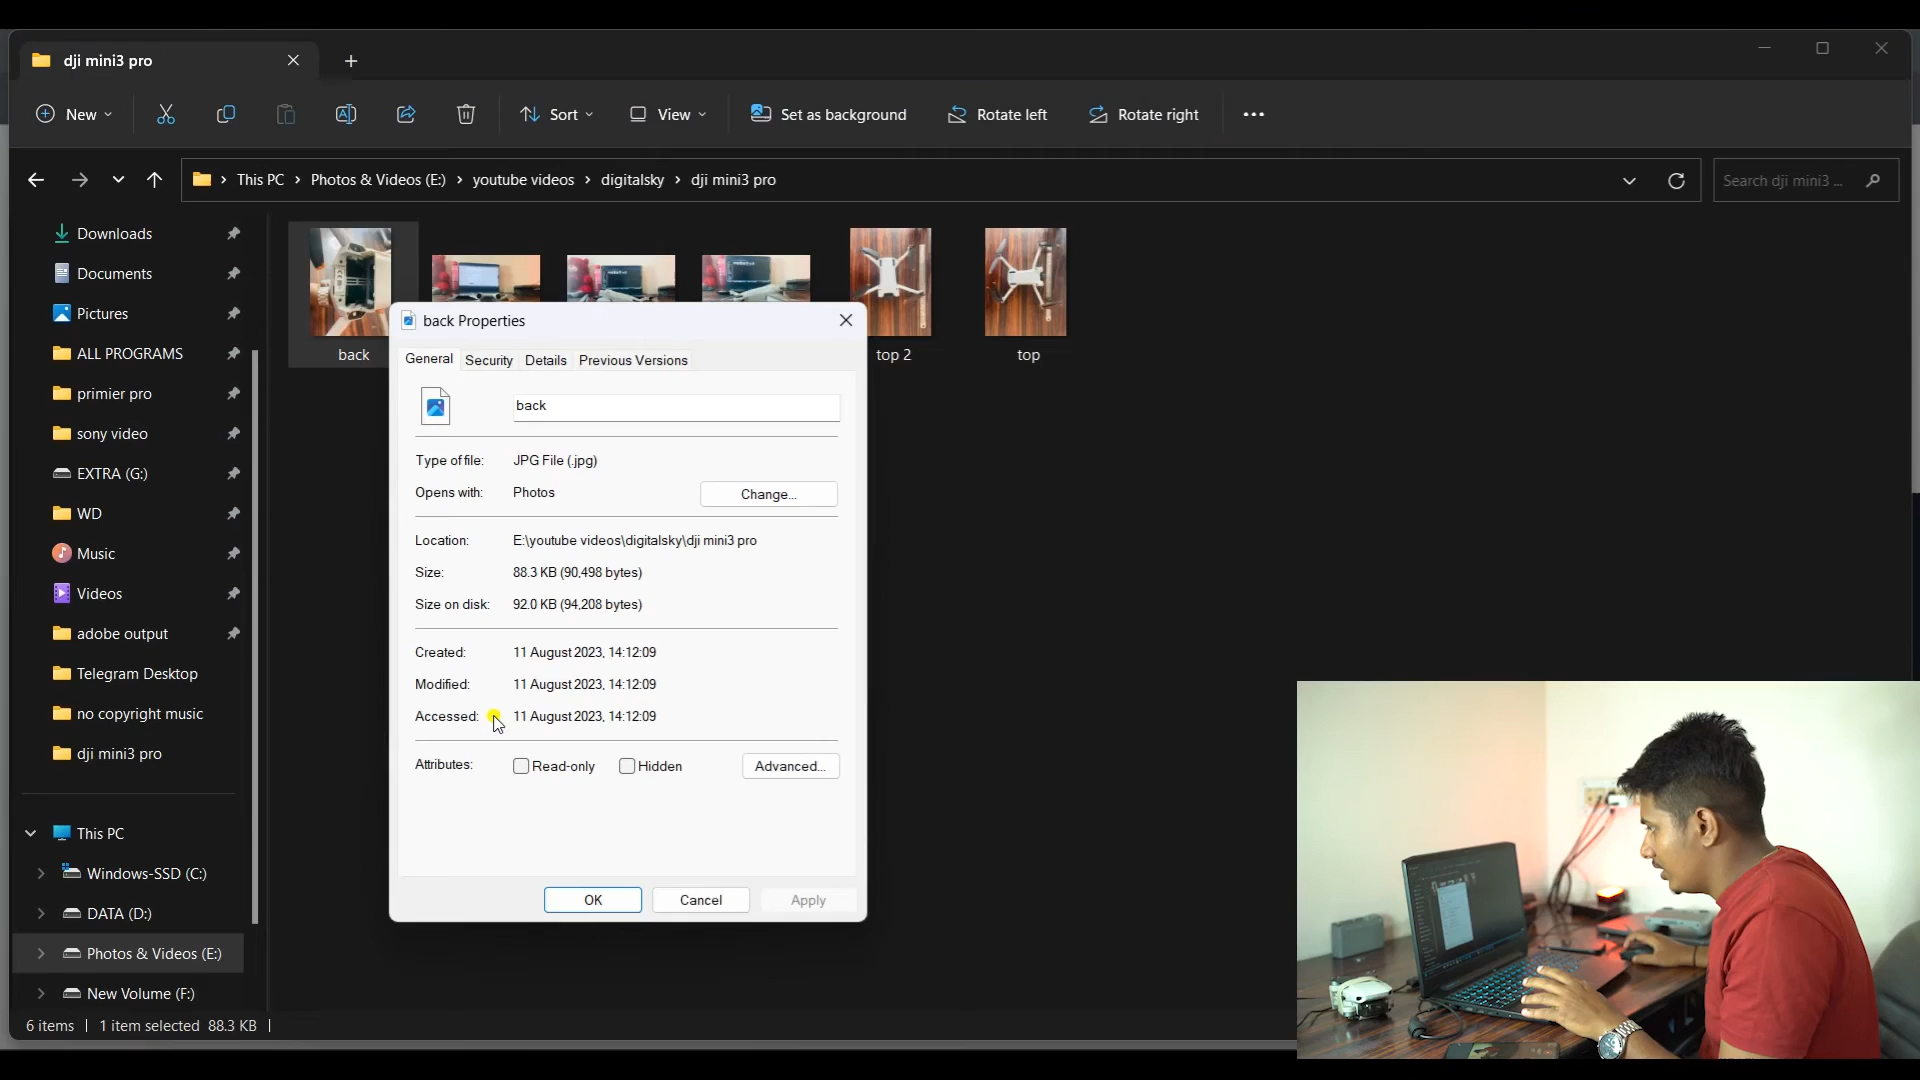 dji mini3 pro
New
Sort
View
Set as background
Rotate left
Rotate right
This PC
Photos & Videos (E:)
youtube videos
digitalsky
dji mini3 pro
Search dji mini3 ...
Downloads
Documents
Pictures
ALL PROGRAMS
primier pro
sony video
EXTRA (G:)
WD
Music
Videos
adobe output
Telegram Desktop
no copyright music
dji mini3 pro
This PC
Windows-SSD (C:)
DATA (D:)
Photos & Videos (E:)
New Volume (F:)
back
top 2
top
back Properties
General
Security
Details
Previous Versions
back
Type of file: JPG File (.jpg)
Opens with: Photos
Change...
Location: E:\youtube videos\digitalsky\dji mini3 pro
Size: 88.3 KB (90,498 bytes)
Size on disk: 92.0 KB (94,208 bytes)
Created: 11 August 2023, 14:12:09
Modified: 11 August 2023, 14:12:09
Accessed: 11 August 2023, 14:12:09
Attributes: Read-only Hidden
Advanced...
OK
Cancel
Apply
6 items
1 item selected 88.3 KB